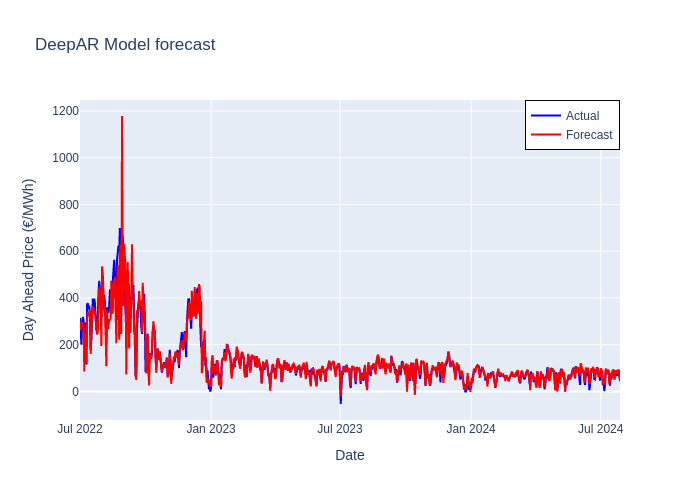 DeepAR Model forecast
Actual
Forecast
1200
1000
800
600
400
200
0
Day Ahead Price (€/MWh)
Jul 2022
Jan 2023
Jul 2023
Jan 2024
Jul 2024
Date